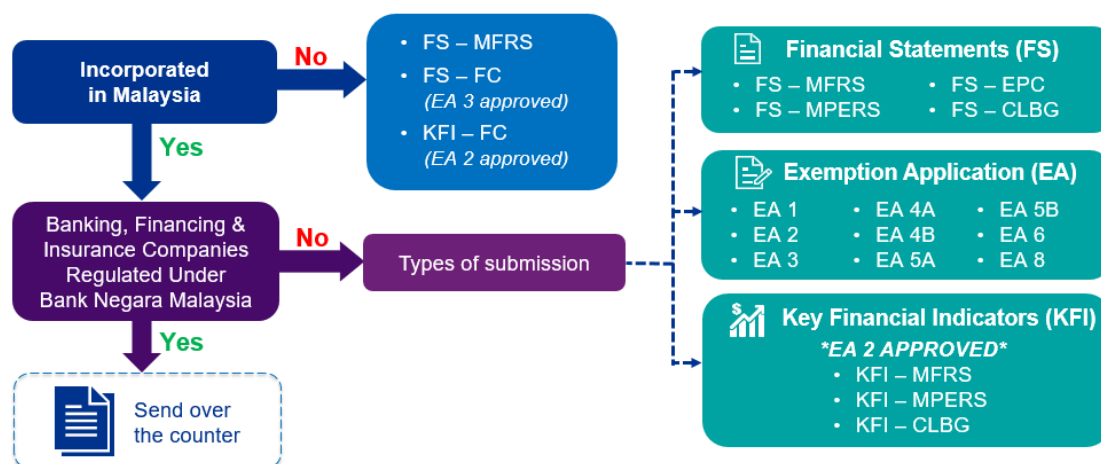 Incorporated
in Malaysia
No
Yes
• FS – MFRS
• FS – FC
(EA 3 approved)
• KFI – FC
(EA 2 approved)
Banking, Financing &
Insurance Companies
Regulated Under
Bank Negara Malaysia
No
Yes
Types of submission
Send over
the counter
Financial Statements (FS)
• FS – MFRS • FS – EPC
• FS – MPERS • FS – CLBG
Exemption Application (EA)
• EA 1 • EA 4A • EA 5B
• EA 2 • EA 4B • EA 6
• EA 3 • EA 5A • EA 8
$
Key Financial Indicators (KFI)
*EA 2 APPROVED*
• KFI – MFRS
• KFI – MPERS
• KFI – CLBG